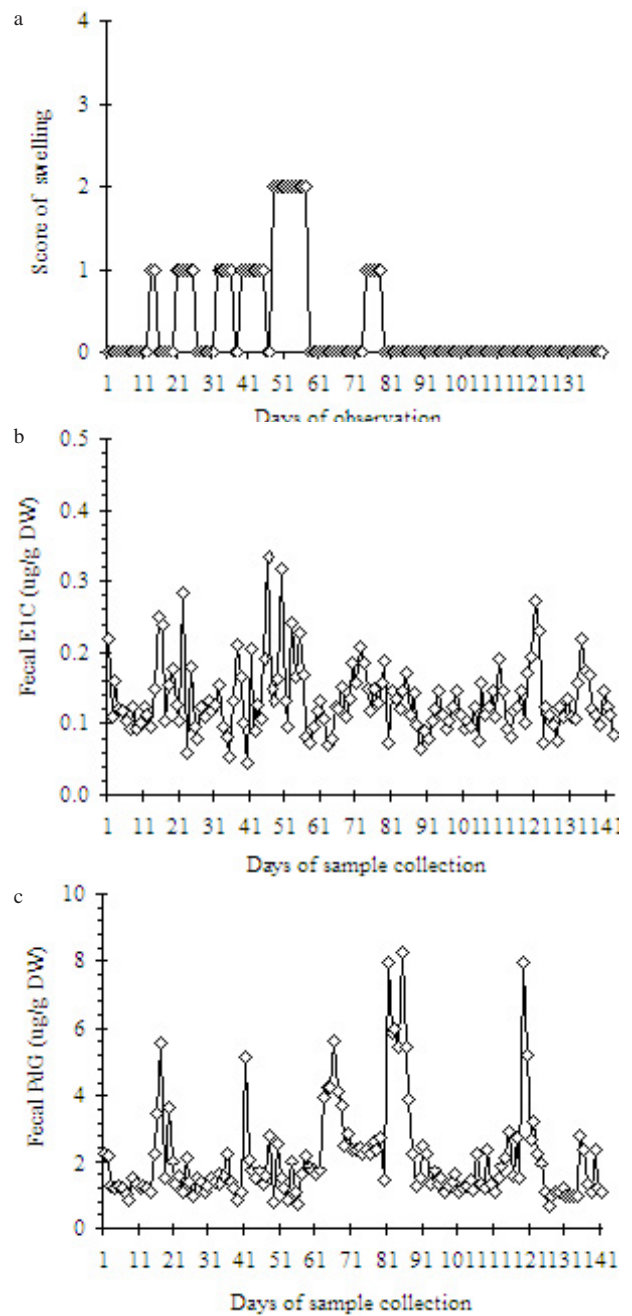 a
Score of swelling
4
3
2
1
0
1 11 21 31 41 51 61 71 81 91 101111121131
Days of observation
b
Fecal E1C (ug/g DW)
0.5
0.4
0.3
0.2
0.1
0.0
1 11 21 31 41 51 61 71 81 91 101111121131141
Days of sample collection
c
Fecal PdG (ug/g DW)
10
8
6
4
2
0
1 11 21 31 41 51 61 71 81 91 101111121131141
Days of sample collection